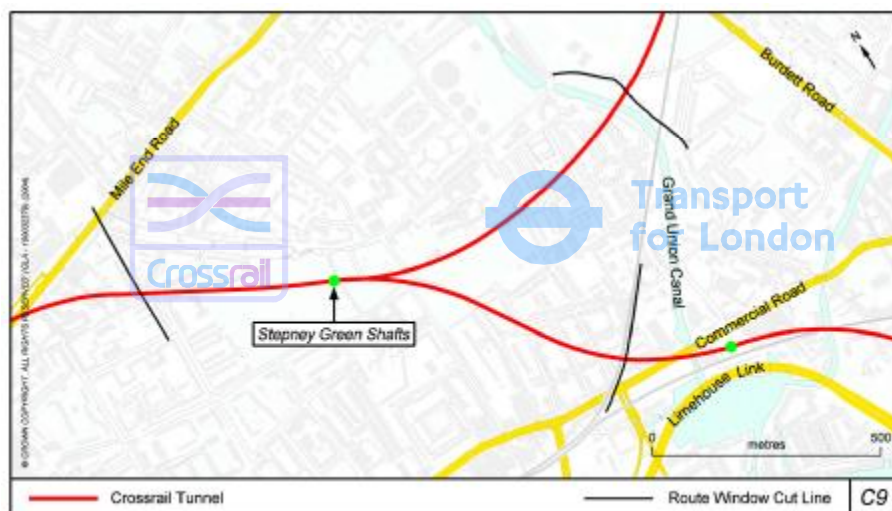 Mile End Road
Burdett Road
N
Crossrail
Transport
for London
Grand Union Canal
Stepney Green Shafts
Commercial Road
Limehouse Link
0 500
metres
Crossrail Tunnel
Route Window Cut Line
C9